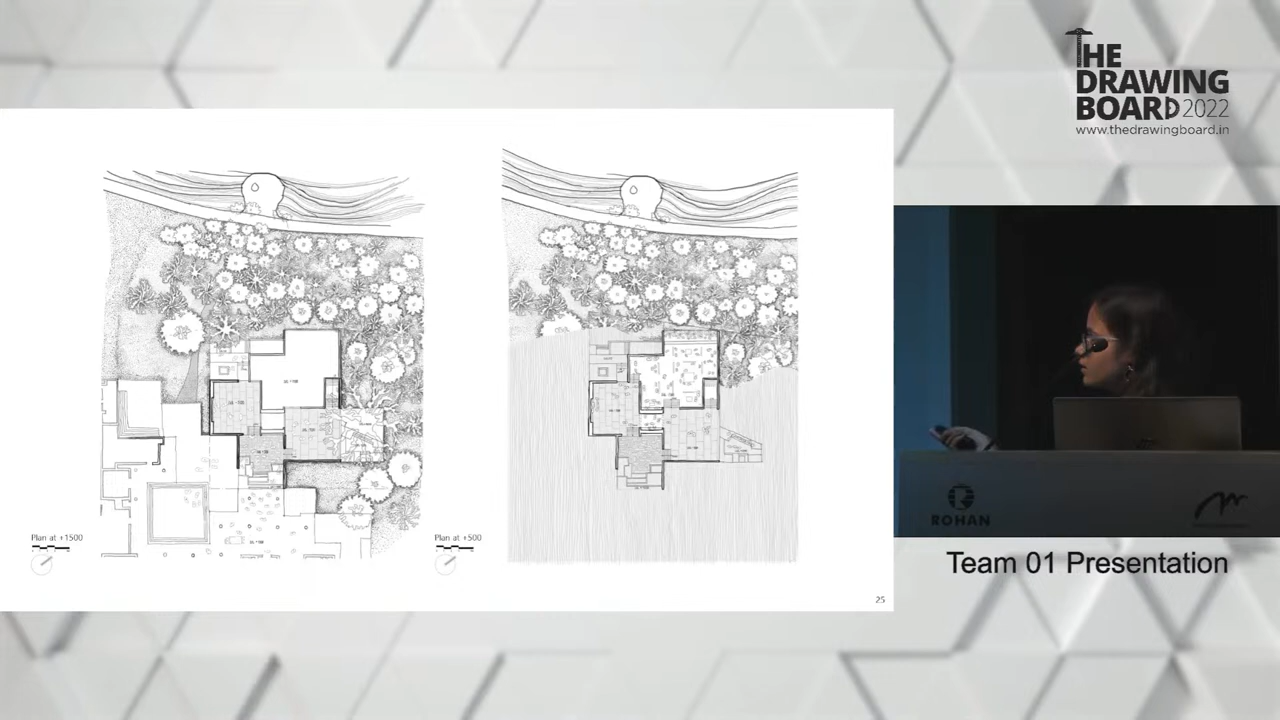 THE
DRAWING
BOARD 2022
www.thedrawingboard.in
Plan at +1500
Plan at +500
25
ROHAN
Team 01 Presentation